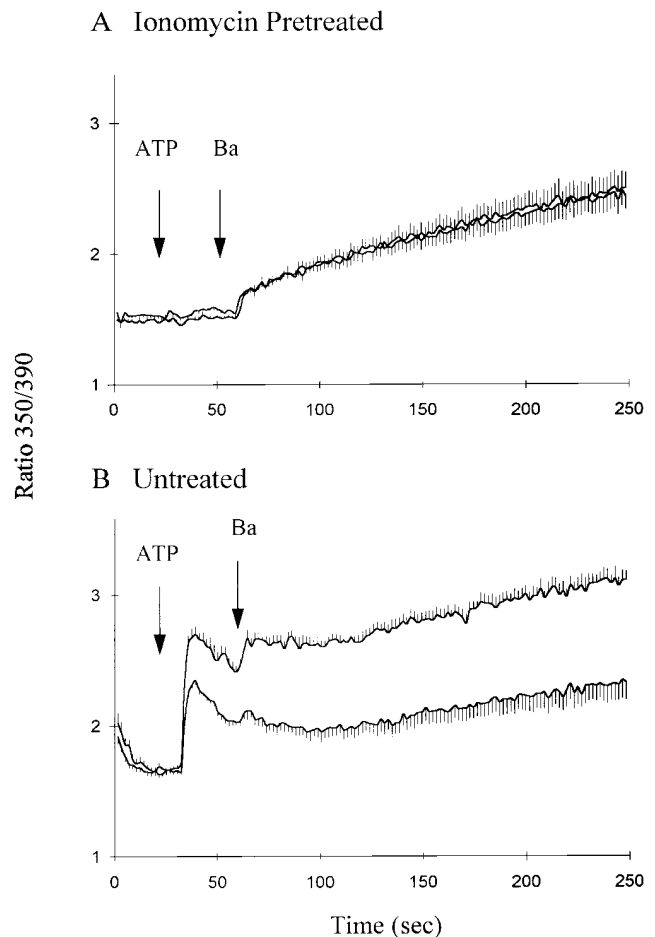 A Ionomycin Pretreated
3
ATP Ba
2
1
0 50 100 150 200 250
Ratio 350/390
B Untreated
Ba
ATP
3
2
1
0 50 100 150 200 250
Time (sec)